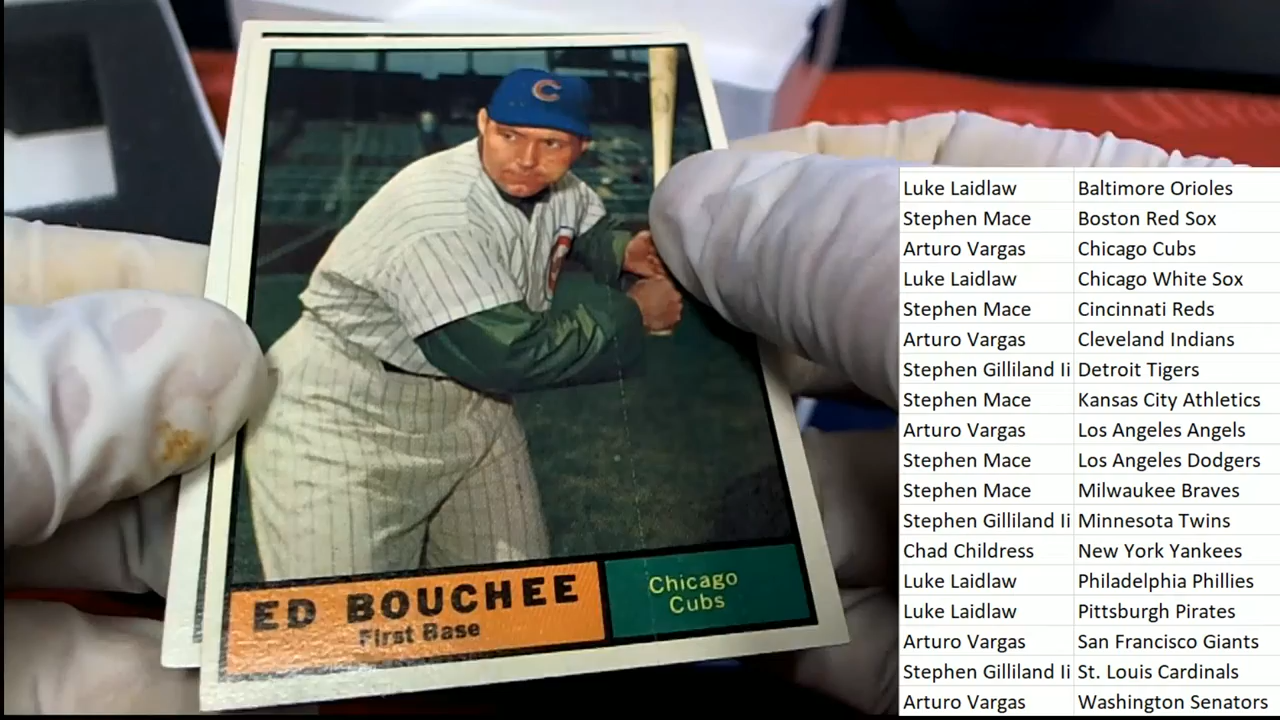 C
ED BOUCHEE
First Base
Chicago
Cubs
Luke Laidlaw Baltimore Orioles
Stephen Mace Boston Red Sox
Arturo Vargas Chicago Cubs
Luke Laidlaw Chicago White Sox
Stephen Mace Cincinnati Reds
Arturo Vargas Cleveland Indians
Stephen Gilliland Ii Detroit Tigers
Stephen Mace Kansas City Athletics
Arturo Vargas Los Angeles Angels
Stephen Mace Los Angeles Dodgers
Stephen Mace Milwaukee Braves
Stephen Gilliland Ii Minnesota Twins
Chad Childress New York Yankees
Luke Laidlaw Philadelphia Phillies
Luke Laidlaw Pittsburgh Pirates
Arturo Vargas San Francisco Giants
Stephen Gilliland Ii St. Louis Cardinals
Arturo Vargas Washington Senators